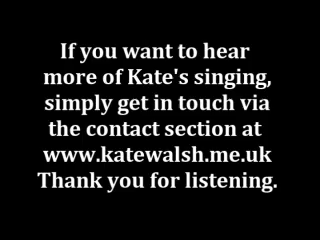 If you want to hear
more of Kate's singing,
simply get in touch via
the contact section at
www.katewalsh.me.uk
Thank you for listening.